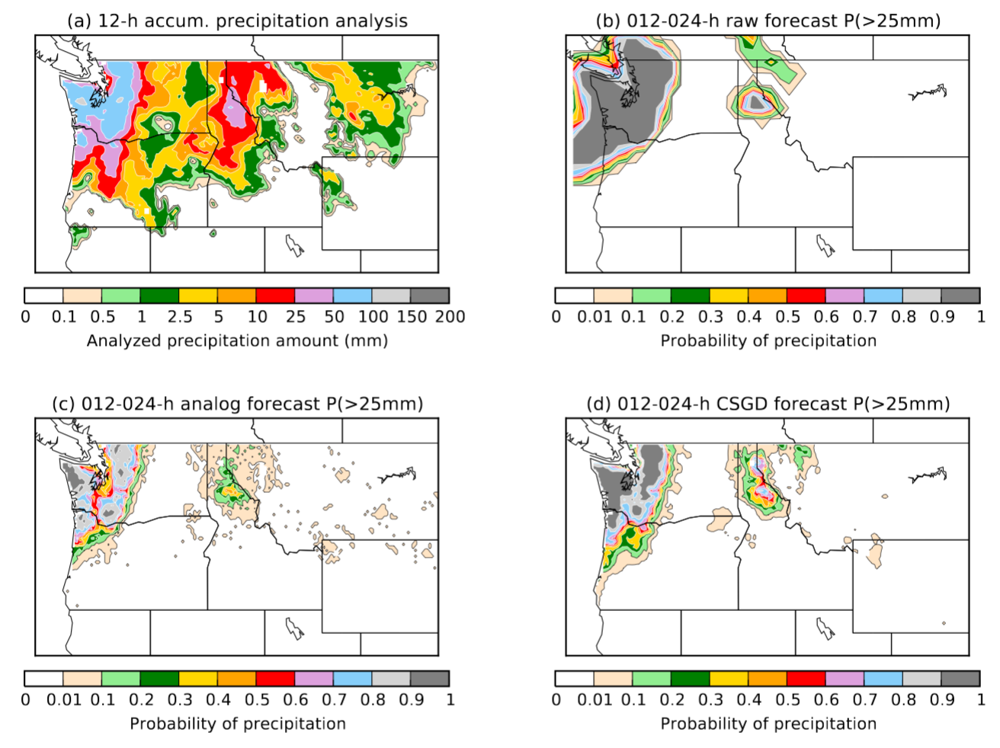 (a) 12-h accum. precipitation analysis
0 0.1 0.5 1 2.5 5 10 25 50 100 150 200
Analyzed precipitation amount (mm)
(b) 012-024-h raw forecast P(>25mm)
0 0.01 0.1 0.2 0.3 0.4 0.5 0.6 0.7 0.8 0.9 1
Probability of precipitation
(c) 012-024-h analog forecast P(>25mm)
0 0.01 0.1 0.2 0.3 0.4 0.5 0.6 0.7 0.8 0.9 1
Probability of precipitation
(d) 012-024-h CSGD forecast P(>25mm)
0 0.01 0.1 0.2 0.3 0.4 0.5 0.6 0.7 0.8 0.9 1
Probability of precipitation